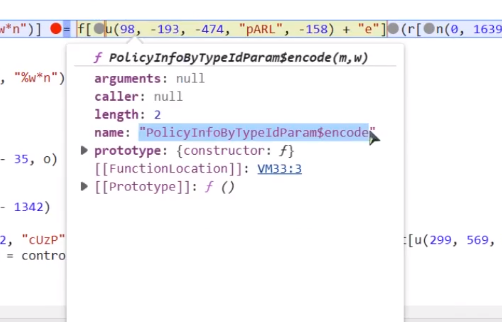 w*n")] = f[u(98, -193, -474, "pARL", -158) + "e"](r[n(0, 1639
f PolicyInfoByTypeIdParam$encode(m,w)
arguments: null
, "%w*n")
caller: null
length: 2
name: "PolicyInfoByTypeIdParam$encode"
prototype: {constructor: f}
- 35, o)
[[FunctionLocation]]: VM33:3
[[Prototype]]: f ()
- 1342)
2, "cUzP"
t[u(299, 569,
= contro